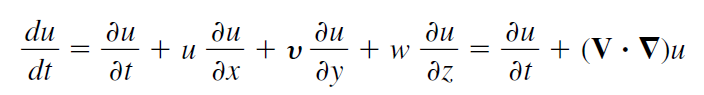 du/dt = ∂u/∂t + u ∂u/∂x + υ ∂u/∂y + w ∂u/∂z = ∂u/∂t + (V · ∇)u